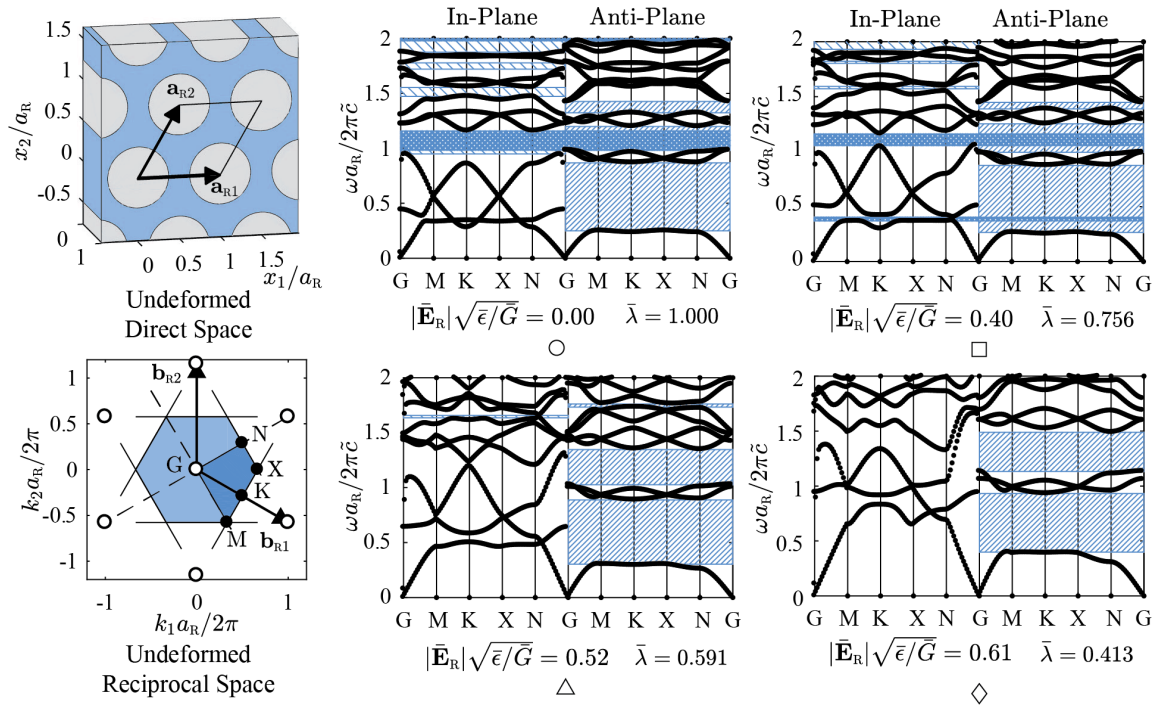 1.5
1
0.5
0
-0.5
0
x₂/a_R
a_R2
a_R1
1
0 0.5 1 1.5
x₁/a_R
Undeformed
Direct Space
In-Plane Anti-Plane
2
1.5
1
0.5
0
ωa_R/2πc̃
G M K X N G M K X N G
|Ē_R|√(ε̄/Ḡ) = 0.00 λ̄ = 1.000
In-Plane Anti-Plane
2
1.5
1
0.5
0
ωa_R/2πc̃
G M K X N G M K X N G
|Ē_R|√(ε̄/Ḡ) = 0.40 λ̄ = 0.756
1
0.5
0
-0.5
-1
k₂a_R/2π
b_R2
N
G X
K
M
b_R1
-1 0 1
k₁a_R/2π
Undeformed
Reciprocal Space
2
1.5
1
0.5
0
ωa_R/2πc̃
G M K X N G M K X N G
|Ē_R|√(ε̄/Ḡ) = 0.52 λ̄ = 0.591
2
1.5
1
0.5
0
ωa_R/2πc̃
G M K X N G M K X N G
|Ē_R|√(ε̄/Ḡ) = 0.61 λ̄ = 0.413